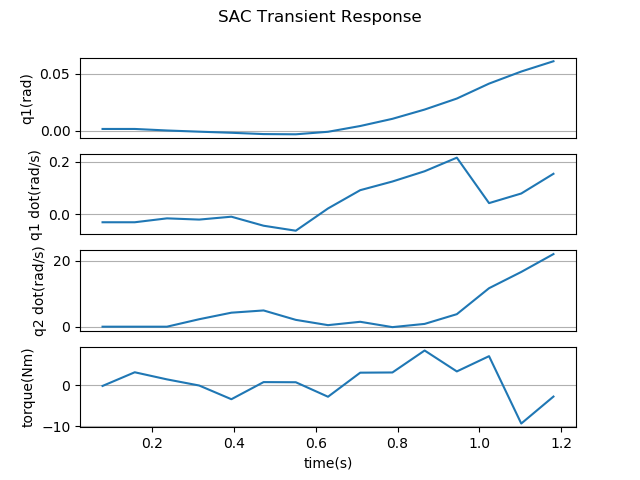 SAC Transient Response
0.05
0.00
q1(rad)
0.2
0.0
q1 dot(rad/s)
20
0
q2 dot(rad/s)
0
−10
torque(Nm)
0.2 0.4 0.6 0.8 1.0 1.2
time(s)